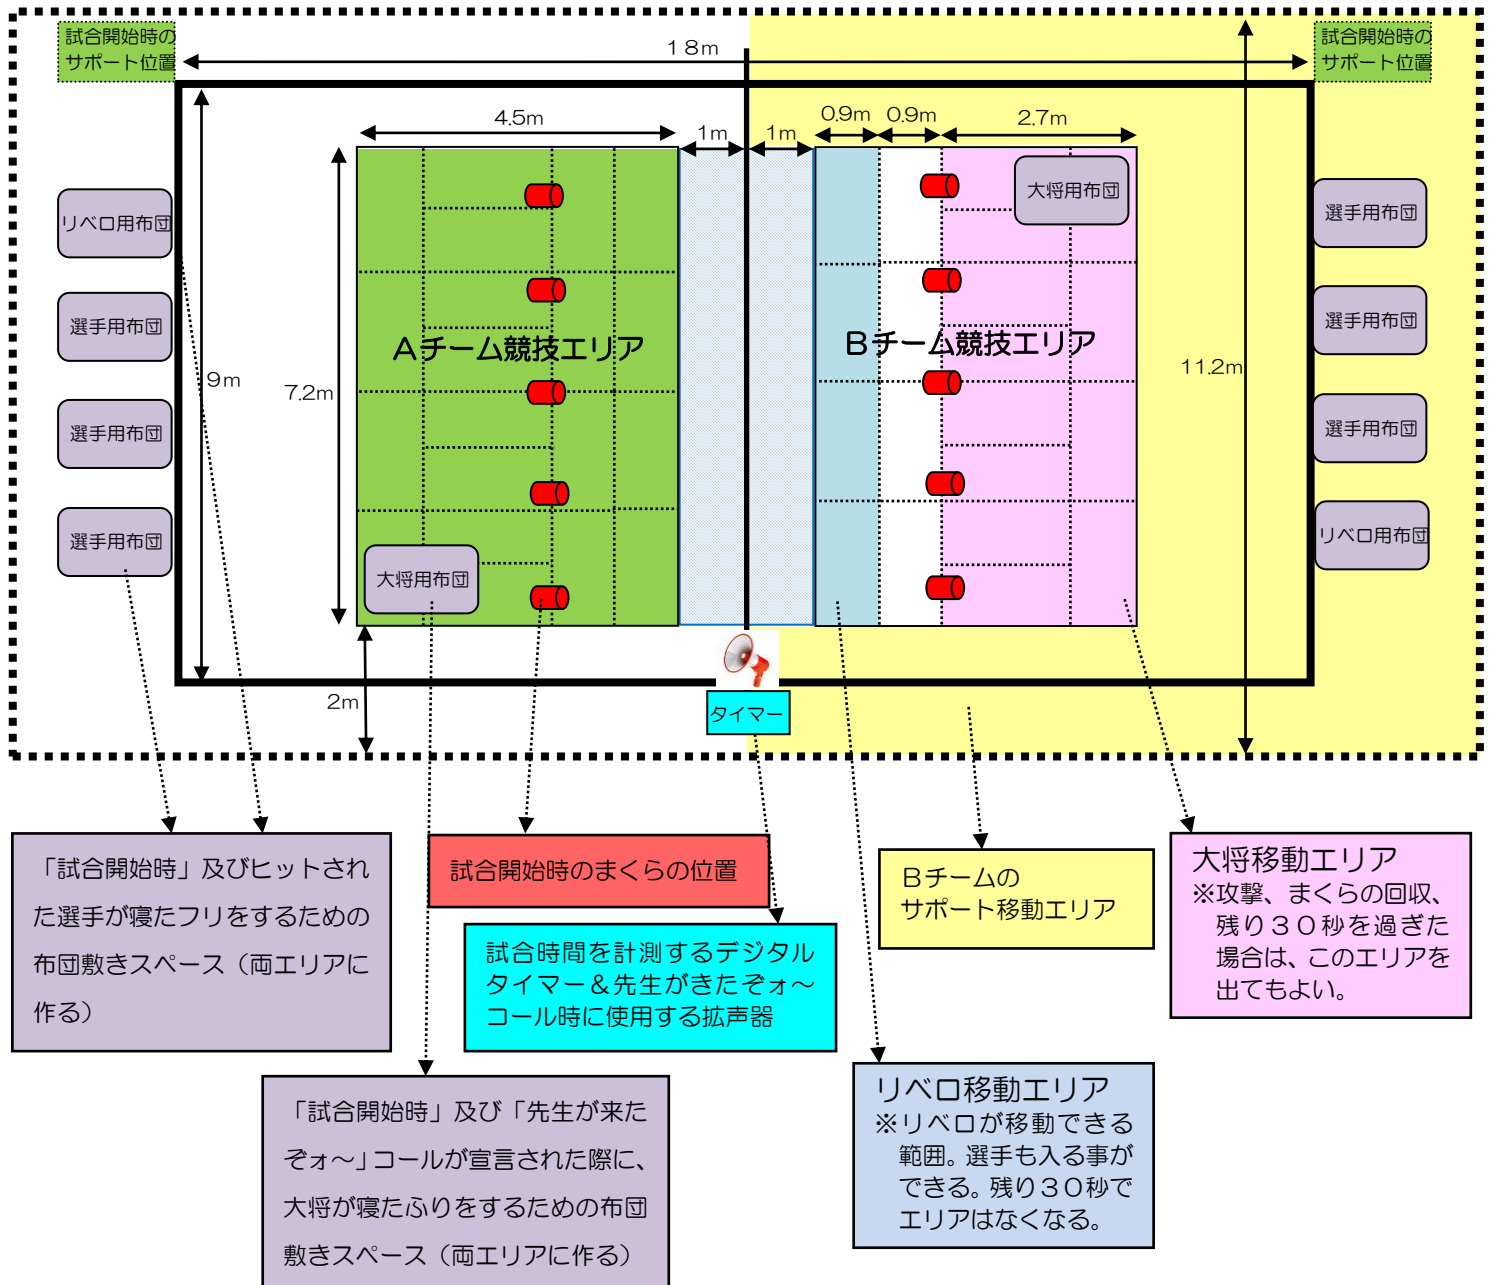 試合開始時の
サポート位置
試合開始時の
サポート位置
18m
4.5m
1m
1m
0.9m
0.9m
2.7m
大将用布団
リベロ用布団
選手用布団
選手用布団
選手用布団
9m
7.2m
Aチーム競技エリア
Bチーム競技エリア
11.2m
選手用布団
選手用布団
選手用布団
リベロ用布団
大将用布団
2m
タイマー
「試合開始時」及びヒットされ
た選手が寝たフリをするための
布団敷きスペース（両エリアに
作る）
試合開始時のまくらの位置
試合時間を計測するデジタル
タイマー＆先生がきたぞォ～
コール時に使用する拡声器
Bチームの
サポート移動エリア
大将移動エリア
※攻撃、まくらの回収、
残り３０秒を過ぎた
場合は、このエリアを
出てもよい。
「試合開始時」及び「先生が来た
ぞォ～」コールが宣言された際に、
大将が寝たふりをするための布団
敷きスペース（両エリアに作る）
リベロ移動エリア
※リベロが移動できる
範囲。選手も入る事が
できる。残り３０秒で
エリアはなくなる。